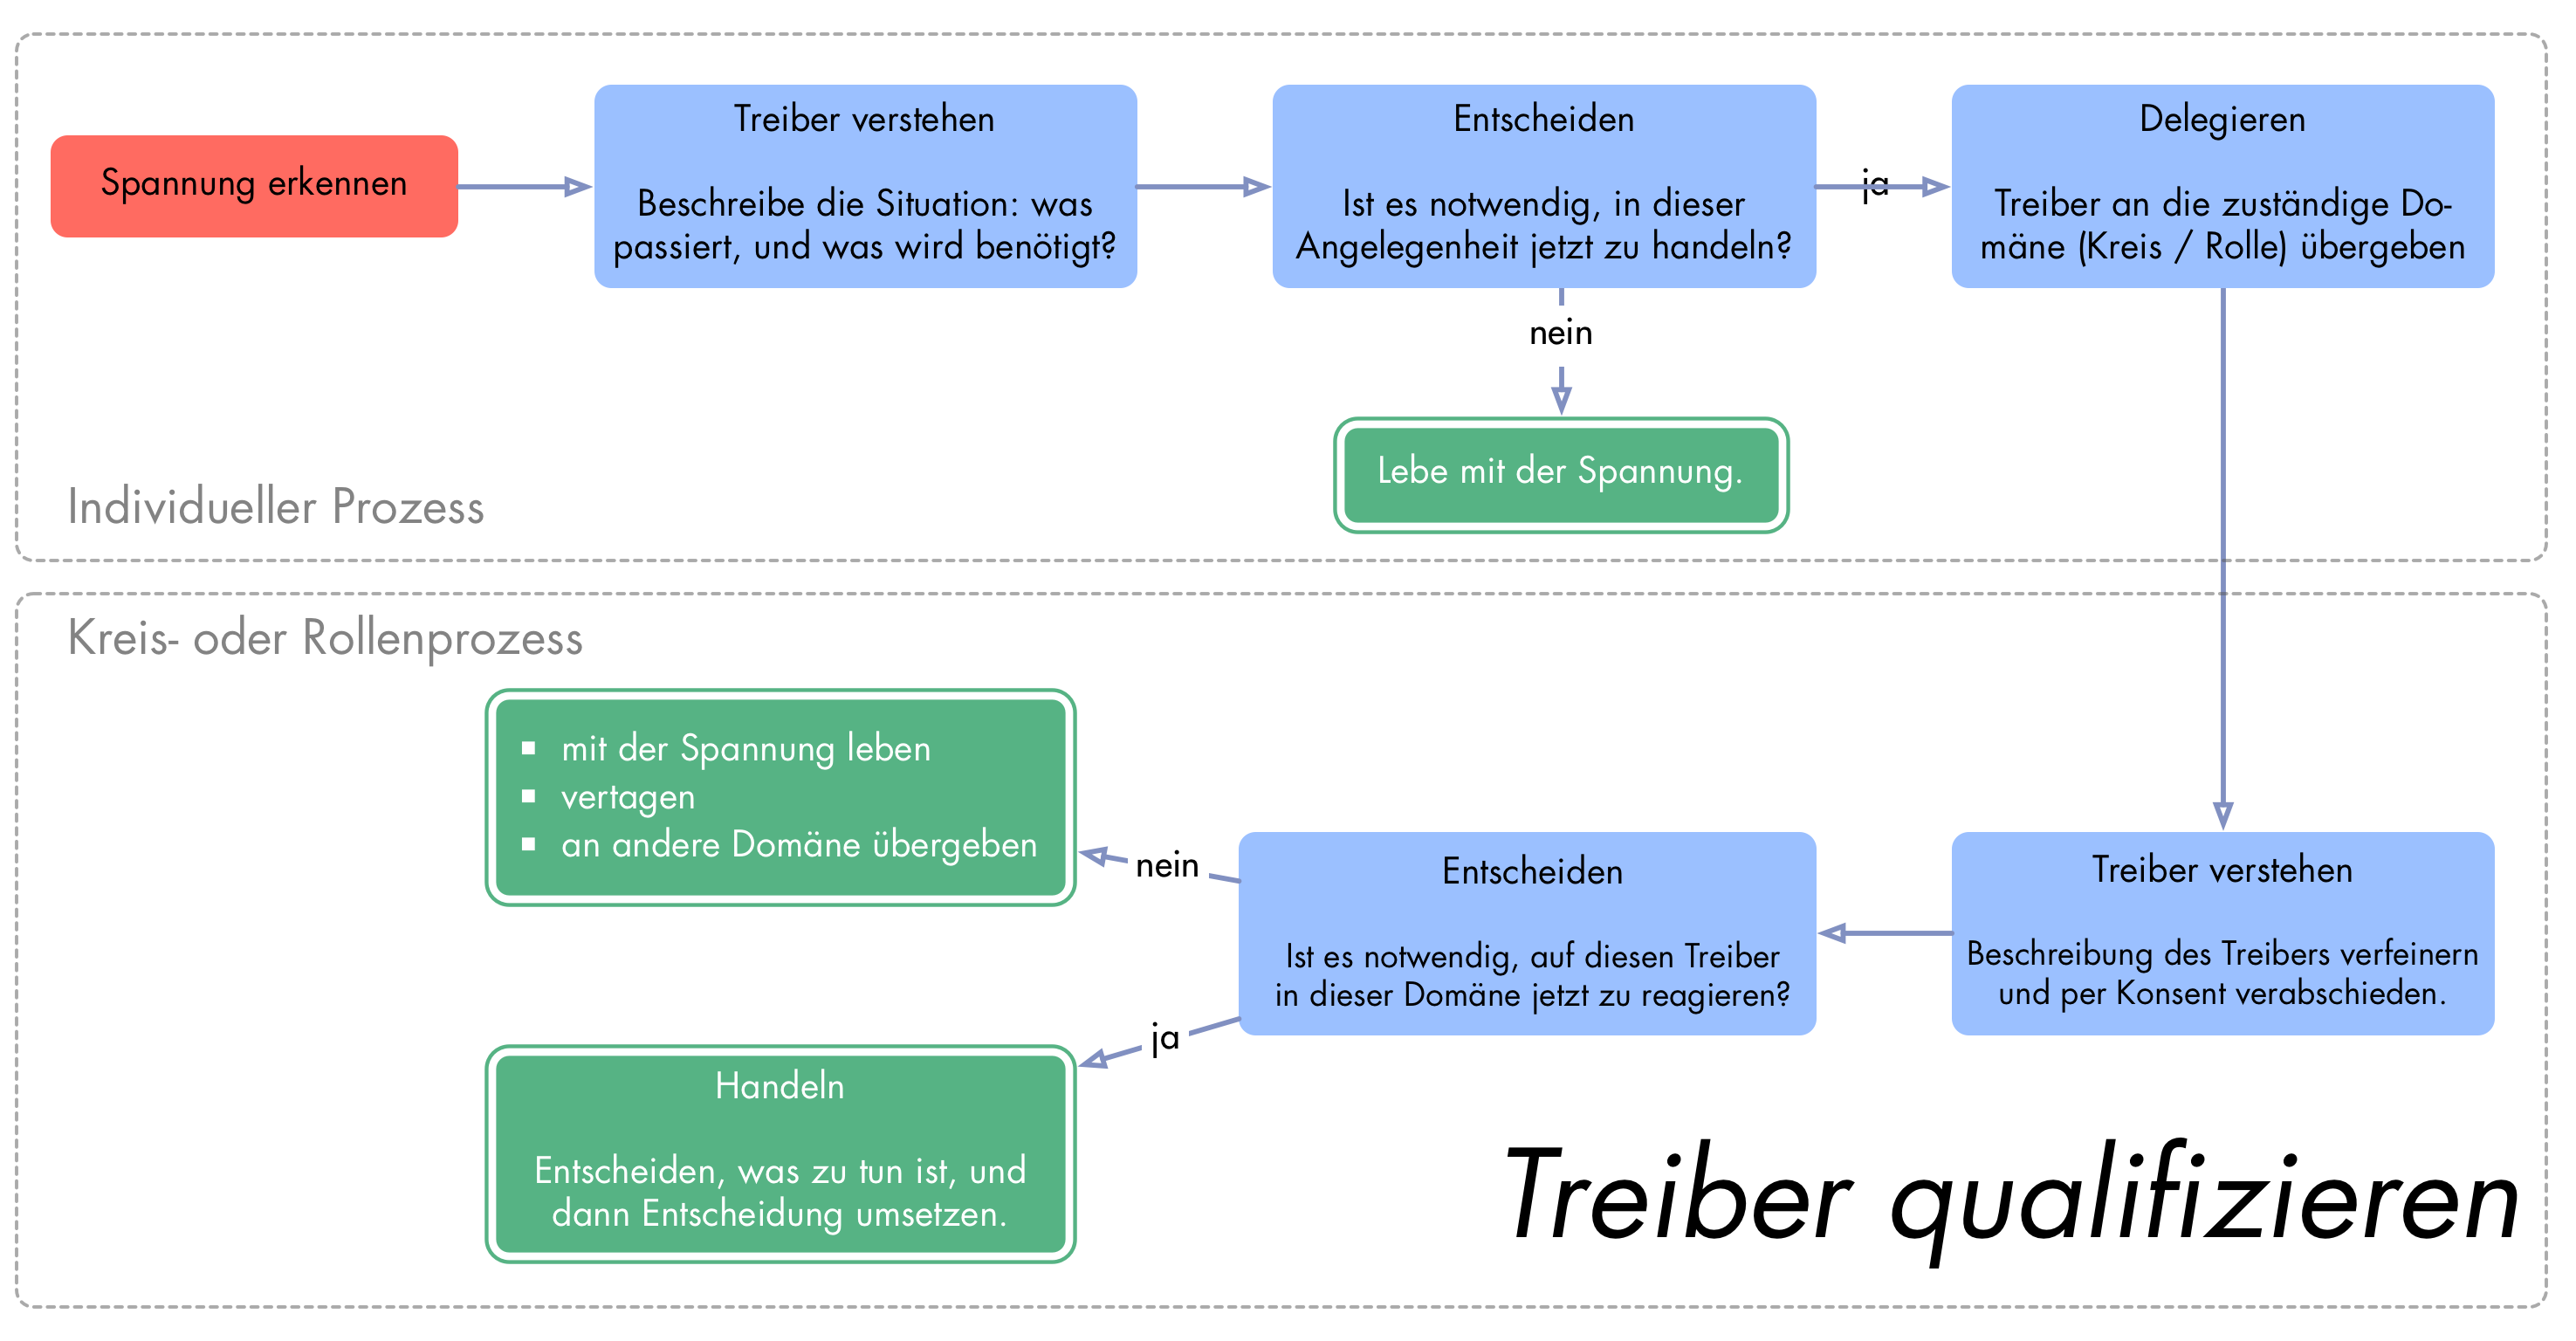 Spannung erkennen
Treiber verstehen
Beschreibe die Situation: was
passiert, und was wird benötigt?
Entscheiden
Ist es notwendig, in dieser
Angelegenheit jetzt zu handeln?
ja
Delegieren
Treiber an die zuständige Do-
mäne (Kreis / Rolle) übergeben
nein
Lebe mit der Spannung.
Individueller Prozess
Kreis- oder Rollenprozess
▪ mit der Spannung leben
▪ vertagen
▪ an andere Domäne übergeben
nein
Entscheiden
Ist es notwendig, auf diesen Treiber
in dieser Domäne jetzt zu reagieren?
Treiber verstehen
Beschreibung des Treibers verfeinern
und per Konsent verabschieden.
ja
Handeln
Entscheiden, was zu tun ist, und
dann Entscheidung umsetzen.
Treiber qualifizieren